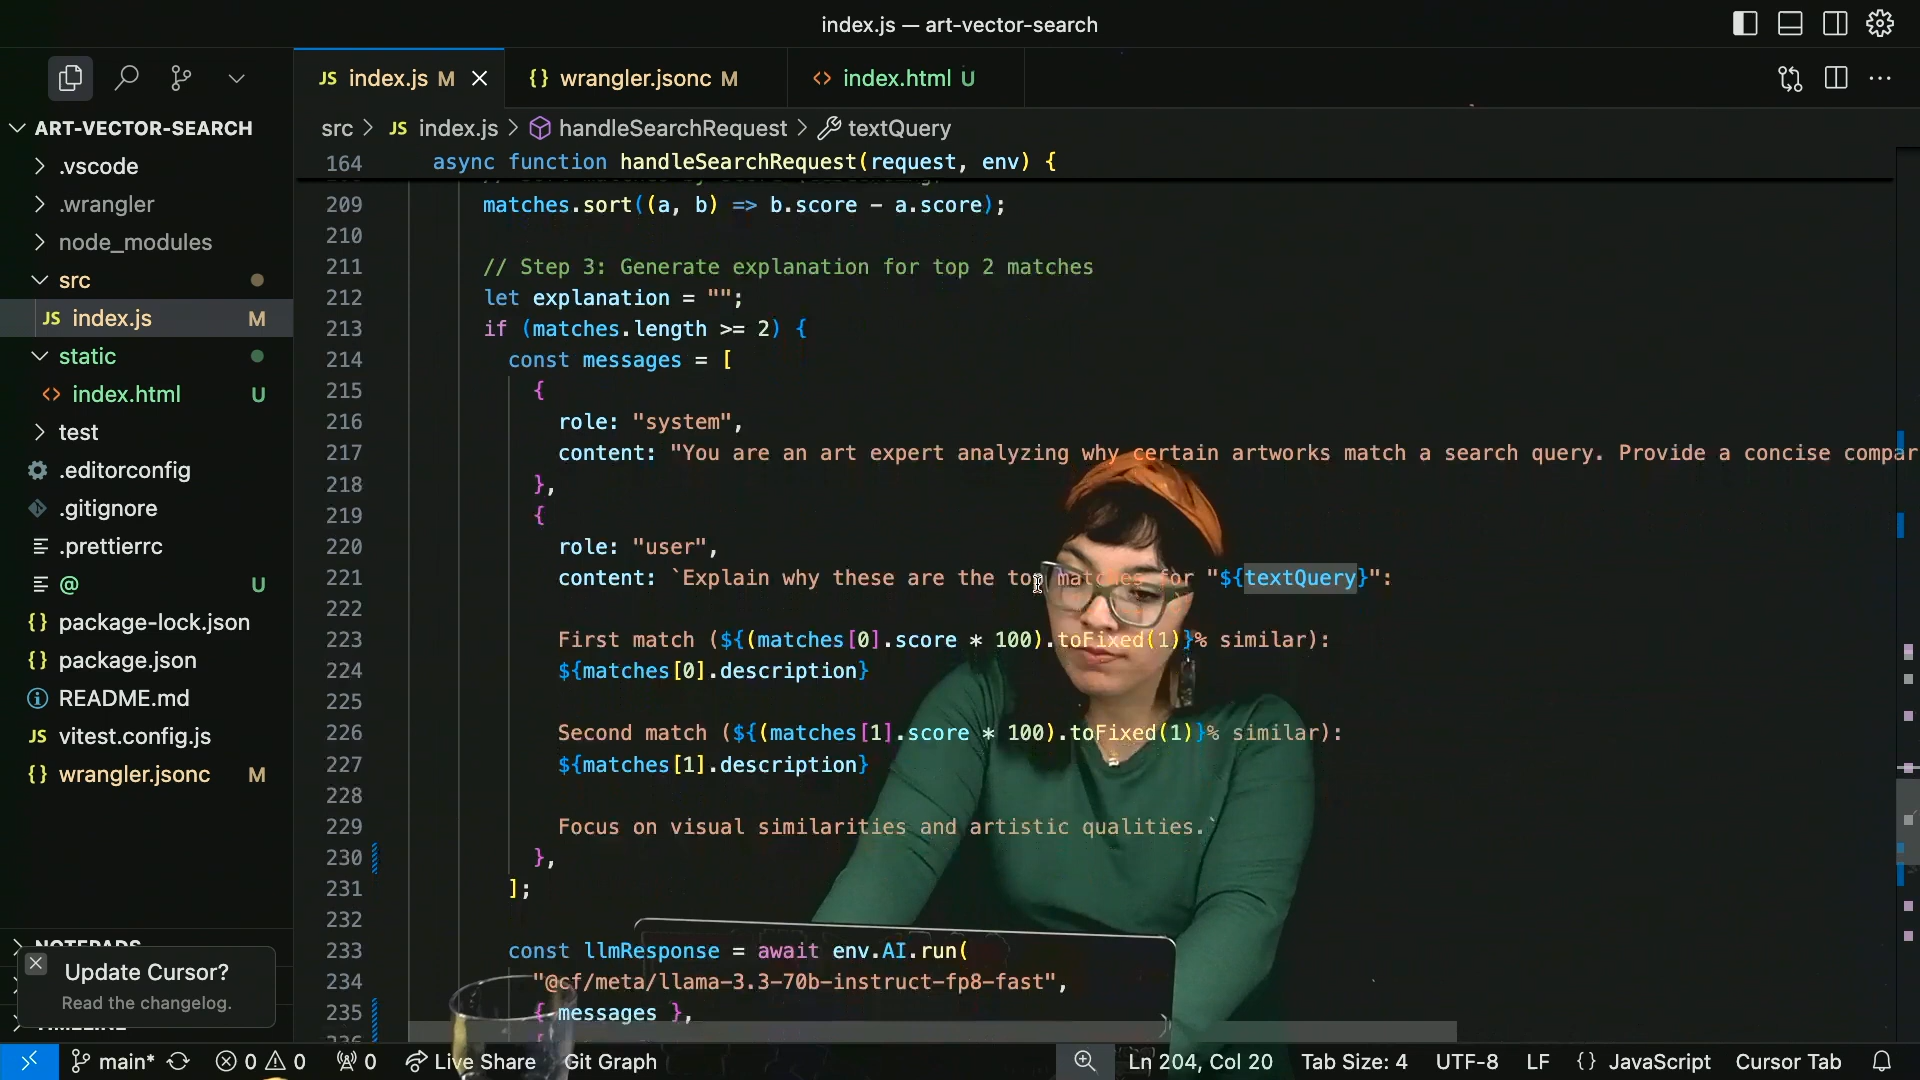 index.js — art-vector-search
JS index.js M
{} wrangler.jsonc M
<> index.html U
ART-VECTOR-SEARCH
.vscode
.wrangler
node_modules
src
JS index.js M
static
<> index.html U
test
.editorconfig
.gitignore
.prettierrc
@ U
{} package-lock.json
{} package.json
README.md
JS vitest.config.js
{} wrangler.jsonc M
NOTEPADS
Update Cursor?
Read the changelog.
TIMELINE
src > JS index.js > handleSearchRequest > textQuery
164 async function handleSearchRequest(request, env) {
209 matches.sort((a, b) => b.score - a.score);
210
211 // Step 3: Generate explanation for top 2 matches
212 let explanation = "";
213 if (matches.length >= 2) {
214 const messages = [
215 {
216 role: "system",
217 content: "You are an art expert analyzing why certain artworks match a search query. Provide a concise compar
218 },
219 {
220 role: "user",
221 content: `Explain why these are the top matches for "${textQuery}":
222
223 First match (${(matches[0].score * 100).toFixed(1)}% similar):
224 ${matches[0].description}
225
226 Second match (${(matches[1].score * 100).toFixed(1)}% similar):
227 ${matches[1].description}
228
229 Focus on visual similarities and artistic qualities.`
230 },
231 ];
232
233 const llmResponse = await env.AI.run(
234 "@cf/meta/llama-3.3-70b-instruct-fp8-fast",
235 { messages },
236 {
main* 0 0 0 Live Share Git Graph Ln 204, Col 20 Tab Size: 4 UTF-8 LF {} JavaScript Cursor Tab